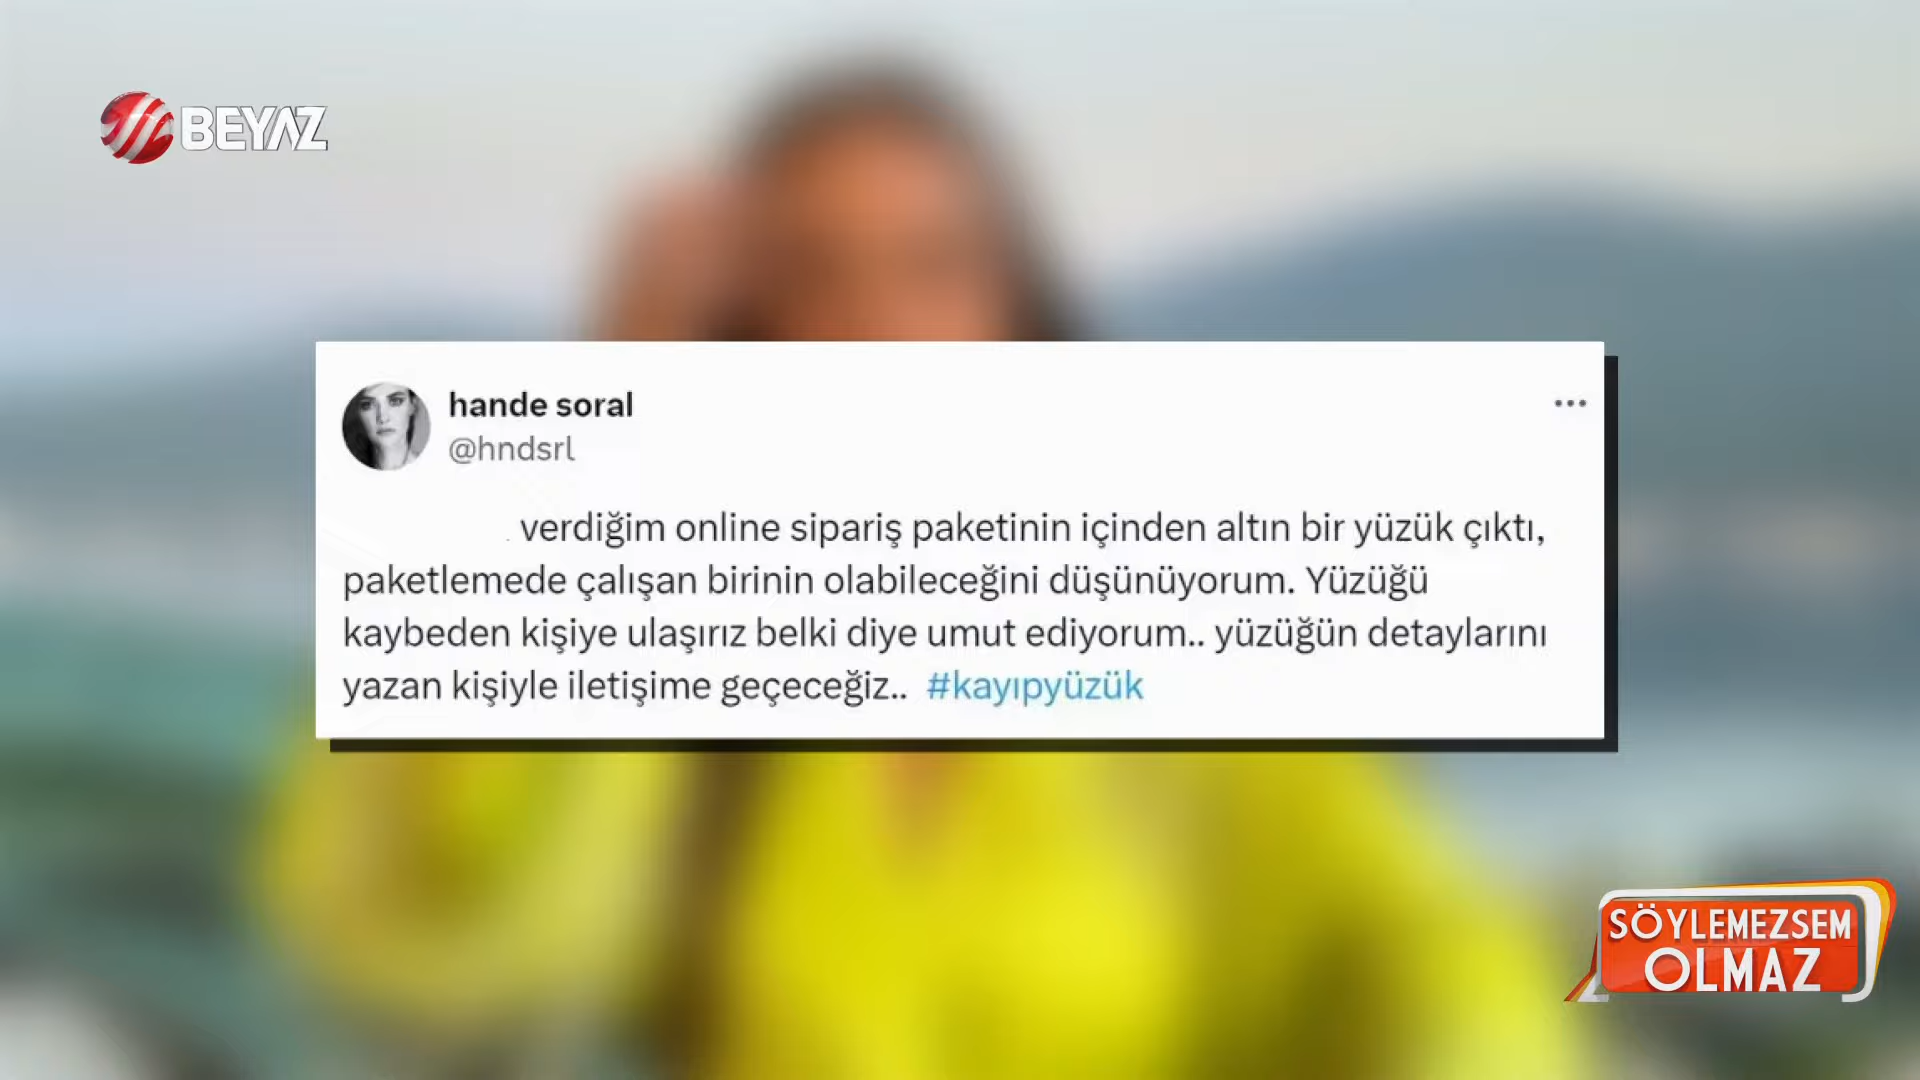 BEYAZ
hande soral
@hndsrl
verdiğim online sipariş paketinin içinden altın bir yüzük çıktı,
paketlemede çalışan birinin olabileceğini düşünüyorum. Yüzüğü
kaybeden kişiye ulaşırız belki diye umut ediyorum.. yüzüğün detaylarını
yazan kişiyle iletişime geçeceğiz.. #kayıpyüzük
SÖYLEMEZSEM
OLMAZ